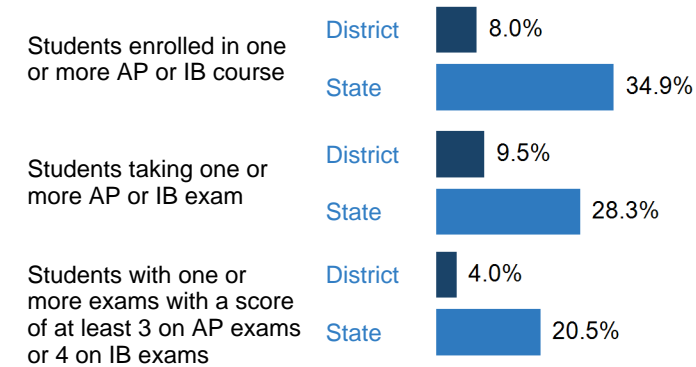 Students enrolled in one
or more AP or IB course
District
8.0%
State
34.9%
Students taking one or
more AP or IB exam
District
9.5%
State
28.3%
Students with one or
more exams with a score
of at least 3 on AP exams
or 4 on IB exams
District
4.0%
State
20.5%